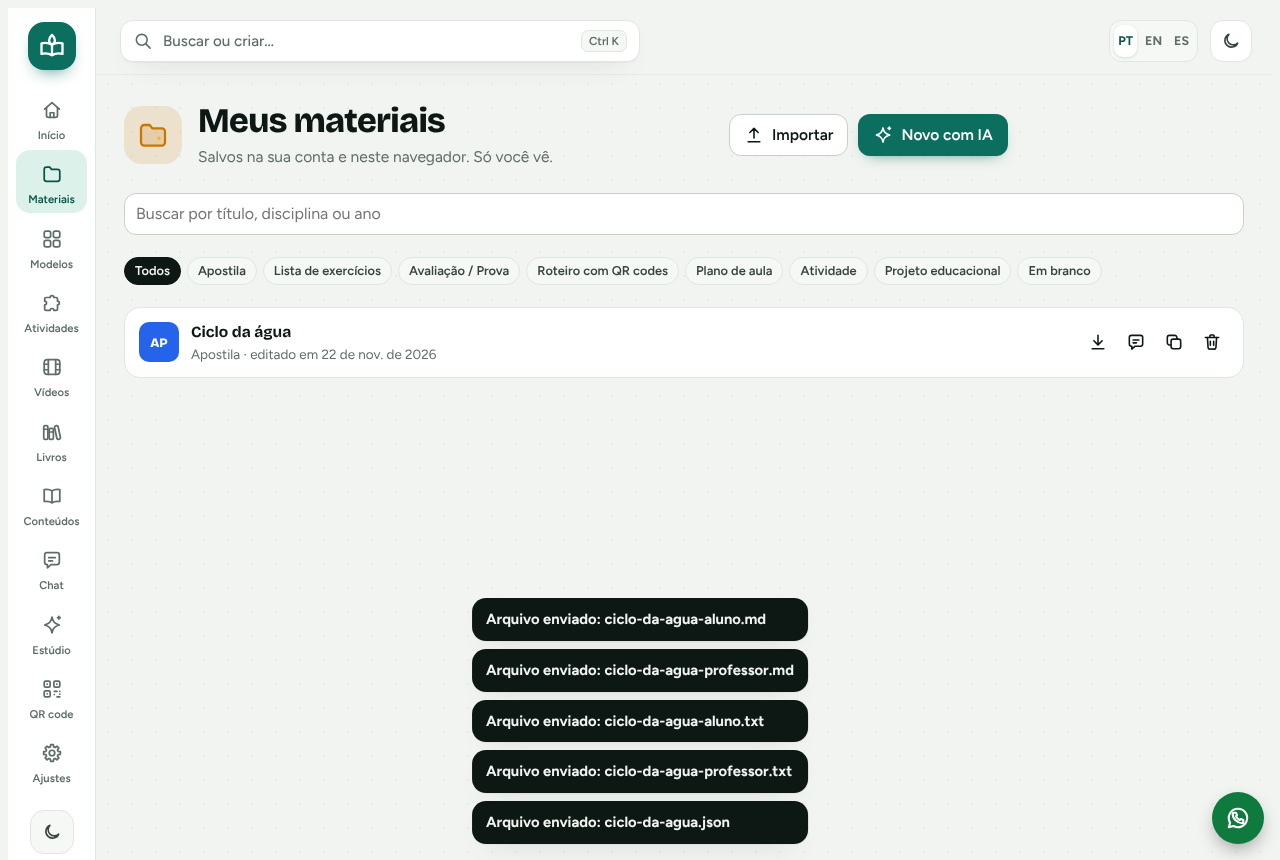 Buscar ou criar...
Ctrl K
PT
EN
ES
Início
Materiais
Modelos
Atividades
Vídeos
Livros
Conteúdos
Chat
Estúdio
QR code
Ajustes
Meus materiais
Salvos na sua conta e neste navegador. Só você vê.
Importar
Novo com IA
Buscar por título, disciplina ou ano
Todos
Apostila
Lista de exercícios
Avaliação / Prova
Roteiro com QR codes
Plano de aula
Atividade
Projeto educacional
Em branco
AP
Ciclo da água
Apostila · editado em 22 de nov. de 2026
Arquivo enviado: ciclo-da-agua-aluno.md
Arquivo enviado: ciclo-da-agua-professor.md
Arquivo enviado: ciclo-da-agua-aluno.txt
Arquivo enviado: ciclo-da-agua-professor.txt
Arquivo enviado: ciclo-da-agua.json